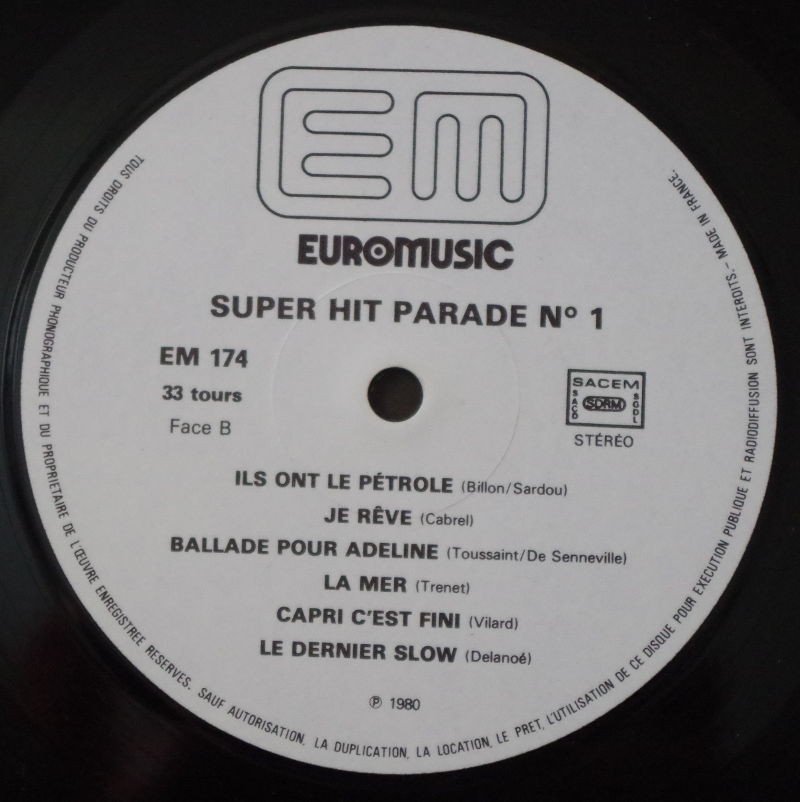 EM
EUROMUSIC
SUPER HIT PARADE Nº 1
EM 174
33 tours
Face B
SACEM
SACD SDRM SGDL
STÉRÉO
ILS ONT LE PÉTROLE (Billon/Sardou)
JE RÊVE (Cabrel)
BALLADE POUR ADELINE (Toussaint/De Senneville)
LA MER (Trenet)
CAPRI C'EST FINI (Vilard)
LE DERNIER SLOW (Delanoé)
℗ 1980
TOUS DROITS DU PRODUCTEUR PHONOGRAPHIQUE ET DU PROPRIETAIRE DE L'ŒUVRE ENREGISTREE RESERVES. SAUF AUTORISATION, LA DUPLICATION, LA LOCATION, LE PRET, L'UTILISATION DE CE DISQUE POUR EXECUTION PUBLIQUE ET RADIODIFFUSION SONT INTERDITS. - MADE IN FRANCE.